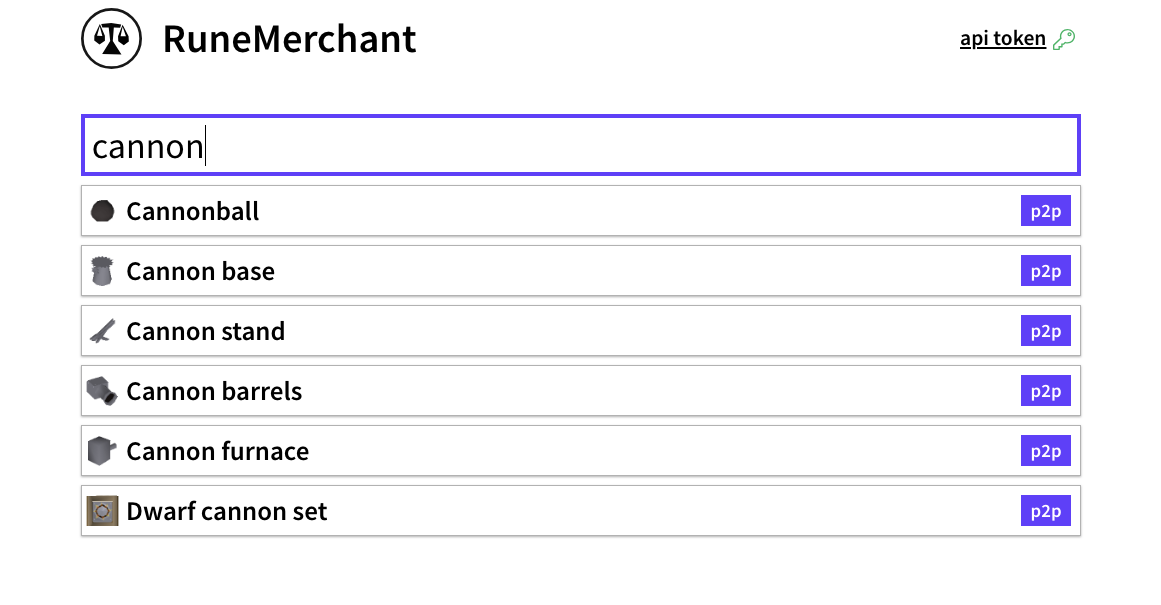 RuneMerchant
api token
cannon
Cannonball p2p
Cannon base p2p
Cannon stand p2p
Cannon barrels p2p
Cannon furnace p2p
Dwarf cannon set p2p